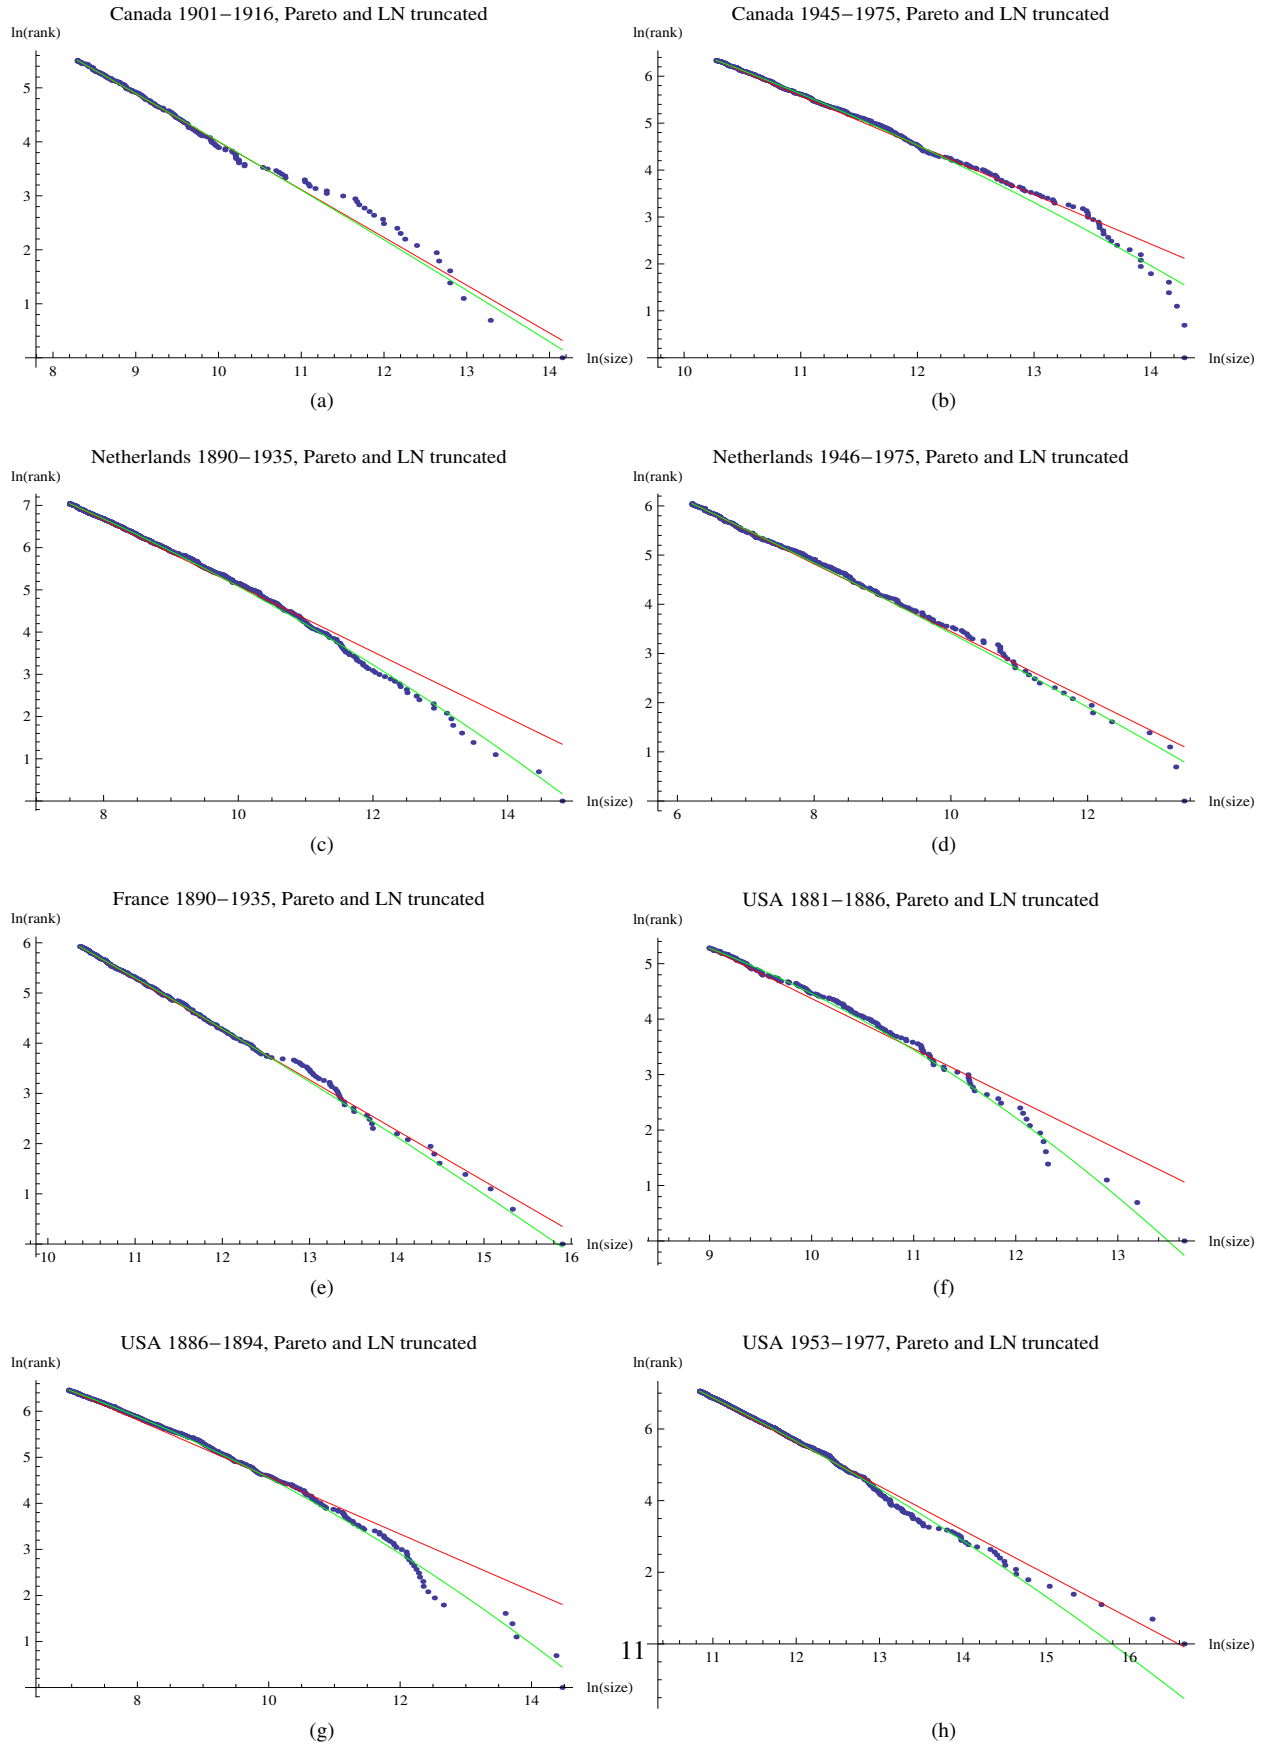 Canada 1901−1916, Pareto and LN truncated
ln(rank)
5
4
3
2
1
8 9 10 11 12 13 14
ln(size)
(a)
Canada 1945−1975, Pareto and LN truncated
ln(rank)
6
5
4
3
2
1
10 11 12 13 14
ln(size)
(b)
Netherlands 1890−1935, Pareto and LN truncated
ln(rank)
7
6
5
4
3
2
1
8 10 12 14
ln(size)
(c)
Netherlands 1946−1975, Pareto and LN truncated
ln(rank)
6
5
4
3
2
1
6 8 10 12
ln(size)
(d)
France 1890−1935, Pareto and LN truncated
ln(rank)
6
5
4
3
2
1
10 11 12 13 14 15 16
ln(size)
(e)
USA 1881−1886, Pareto and LN truncated
ln(rank)
5
4
3
2
1
9 10 11 12 13
ln(size)
(f)
USA 1886−1894, Pareto and LN truncated
ln(rank)
6
5
4
3
2
1
8 10 12 14
ln(size)
(g)
USA 1953−1977, Pareto and LN truncated
ln(rank)
6
4
2
11 12 13 14 15 16
ln(size)
(h)
11